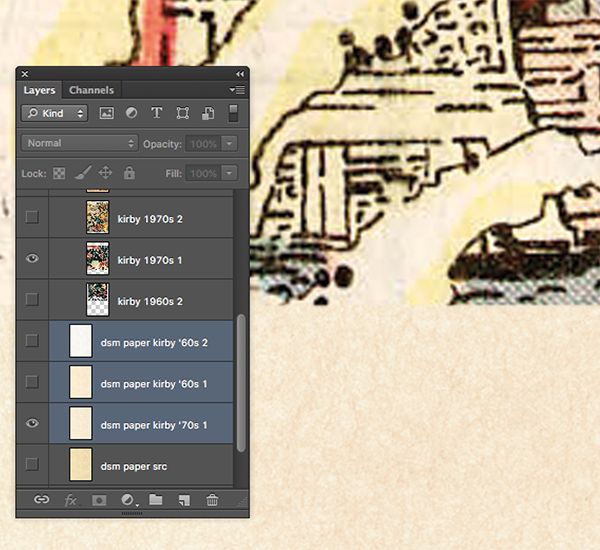 Layers Channels
Kind
Normal Opacity: 100%
Lock: Fill: 100%
kirby 1970s 2
kirby 1970s 1
kirby 1960s 2
dsm paper kirby '60s 2
dsm paper kirby '60s 1
dsm paper kirby '70s 1
dsm paper src
fx